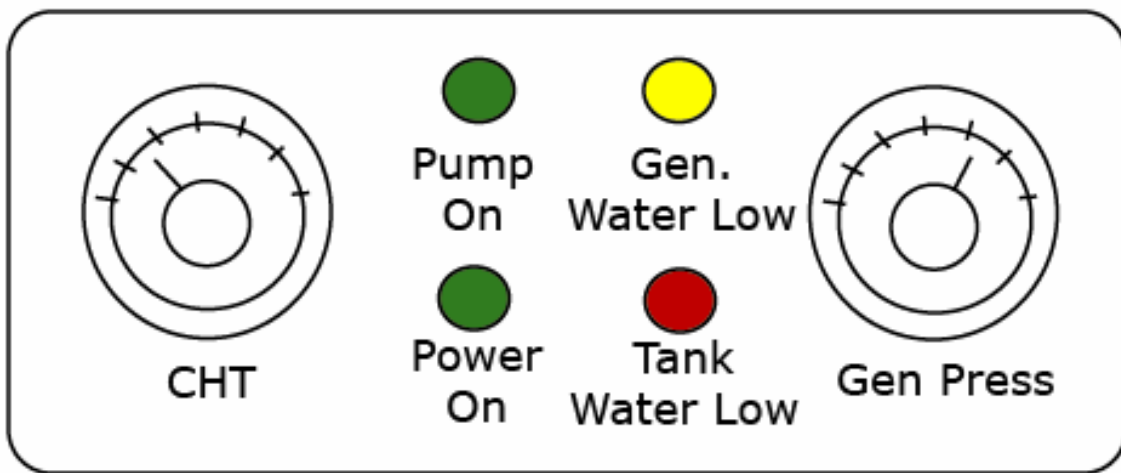 Pump
On
Gen.
Water Low
Power
On
Tank
Water Low
CHT
Gen Press